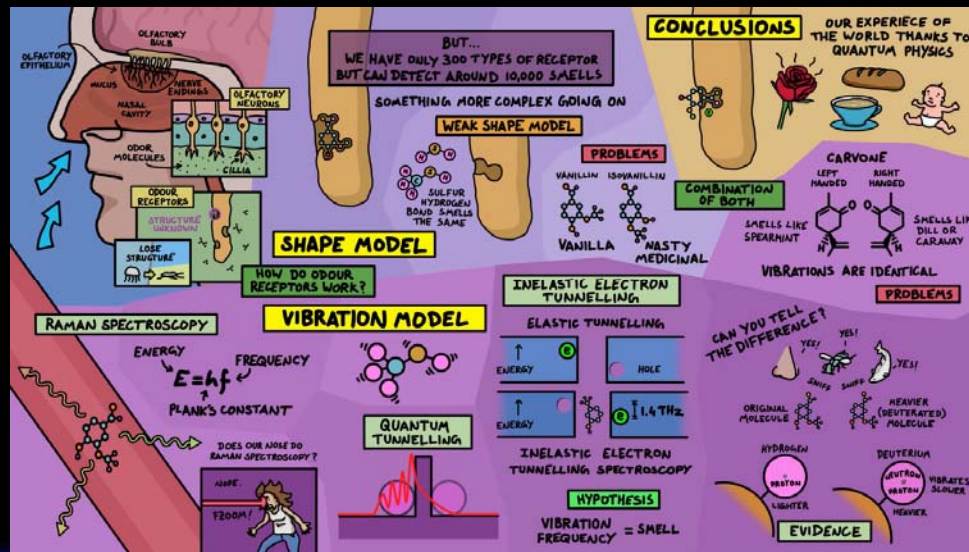 OLFACTORY
BULB
OLFACTORY
EPITHELIUM
MUCUS
NERVE
ENDINGS
NASAL
CAVITY
OLFACTORY
NEURONS
CILLIA
ODOR
MOLECULES
ODOUR
RECEPTORS
STRUCTURE
UNKNOWN
LOSE
STRUCTURE
SHAPE MODEL
HOW DO ODOUR
RECEPTORS WORK?
BUT...
WE HAVE ONLY 300 TYPES OF RECEPTOR
BUT CAN DETECT AROUND 10,000 SMELLS
SOMETHING MORE COMPLEX GOING ON
WEAK SHAPE MODEL
H
S
H
S
H
H
SULFUR
HYDROGEN
BOND SMELLS
THE SAME
PROBLEMS
VANILLIN
ISOVANILLIN
VANILLA
NASTY
MEDICINAL
CONCLUSIONS
OUR EXPERIECE OF
THE WORLD THANKS TO
QUANTUM PHYSICS
COMBINATION
OF BOTH
CARVONE
LEFT
HANDED
RIGHT
HANDED
SMELLS LIKE
SPEARMINT
SMELLS LIKE
DILL OR
CARAWAY
VIBRATIONS ARE IDENTICAL
PROBLEMS
RAMAN SPECTROSCOPY
ENERGY
FREQUENCY
E=hf
PLANK'S CONSTANT
DOES OUR NOSE DO
RAMAN SPECTROSCOPY?
NOPE.
FZOOM!
VIBRATION MODEL
QUANTUM
TUNNELLING
INELASTIC ELECTRON
TUNNELLING
ELASTIC TUNNELLING
ENERGY
e
HOLE
ENERGY
e
1.4 THz
INELASTIC ELECTRON
TUNNELLING SPECTROSCOPY
HYPOTHESIS
VIBRATION
FREQUENCY = SMELL
CAN YOU TELL
THE DIFFERENCE?
YES!
YES!
YES!
SNIFF
SNIFF
ORIGINAL
MOLECULE
HEAVIER
(DEUTERATED)
MOLECULE
HYDROGEN
PROTON
LIGHTER
DEUTERIUM
NEUTRON
PROTON
HEAVIER
VIBRATES
SLOWER
EVIDENCE